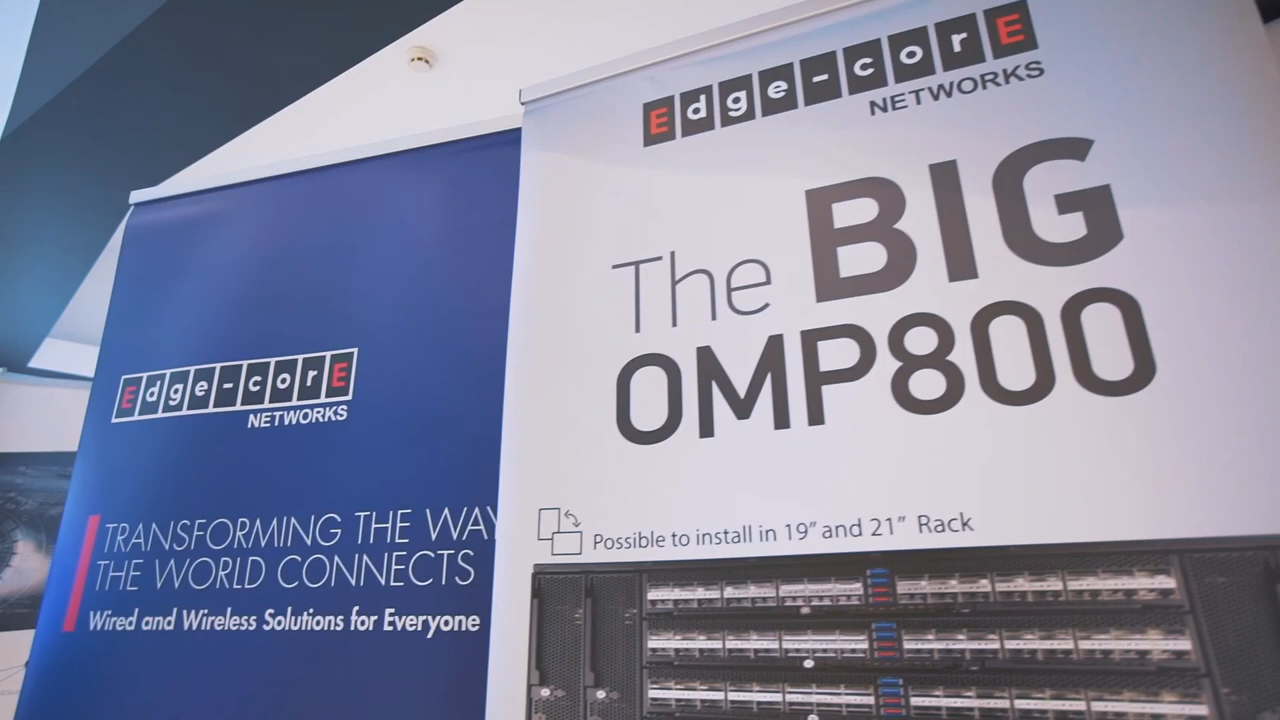 Edge-corE
NETWORKS
TRANSFORMING THE WAY
THE WORLD CONNECTS
Wired and Wireless Solutions for Everyone
Edge-corE
NETWORKS
The BIG
OMP800
Possible to install in 19” and 21” Rack